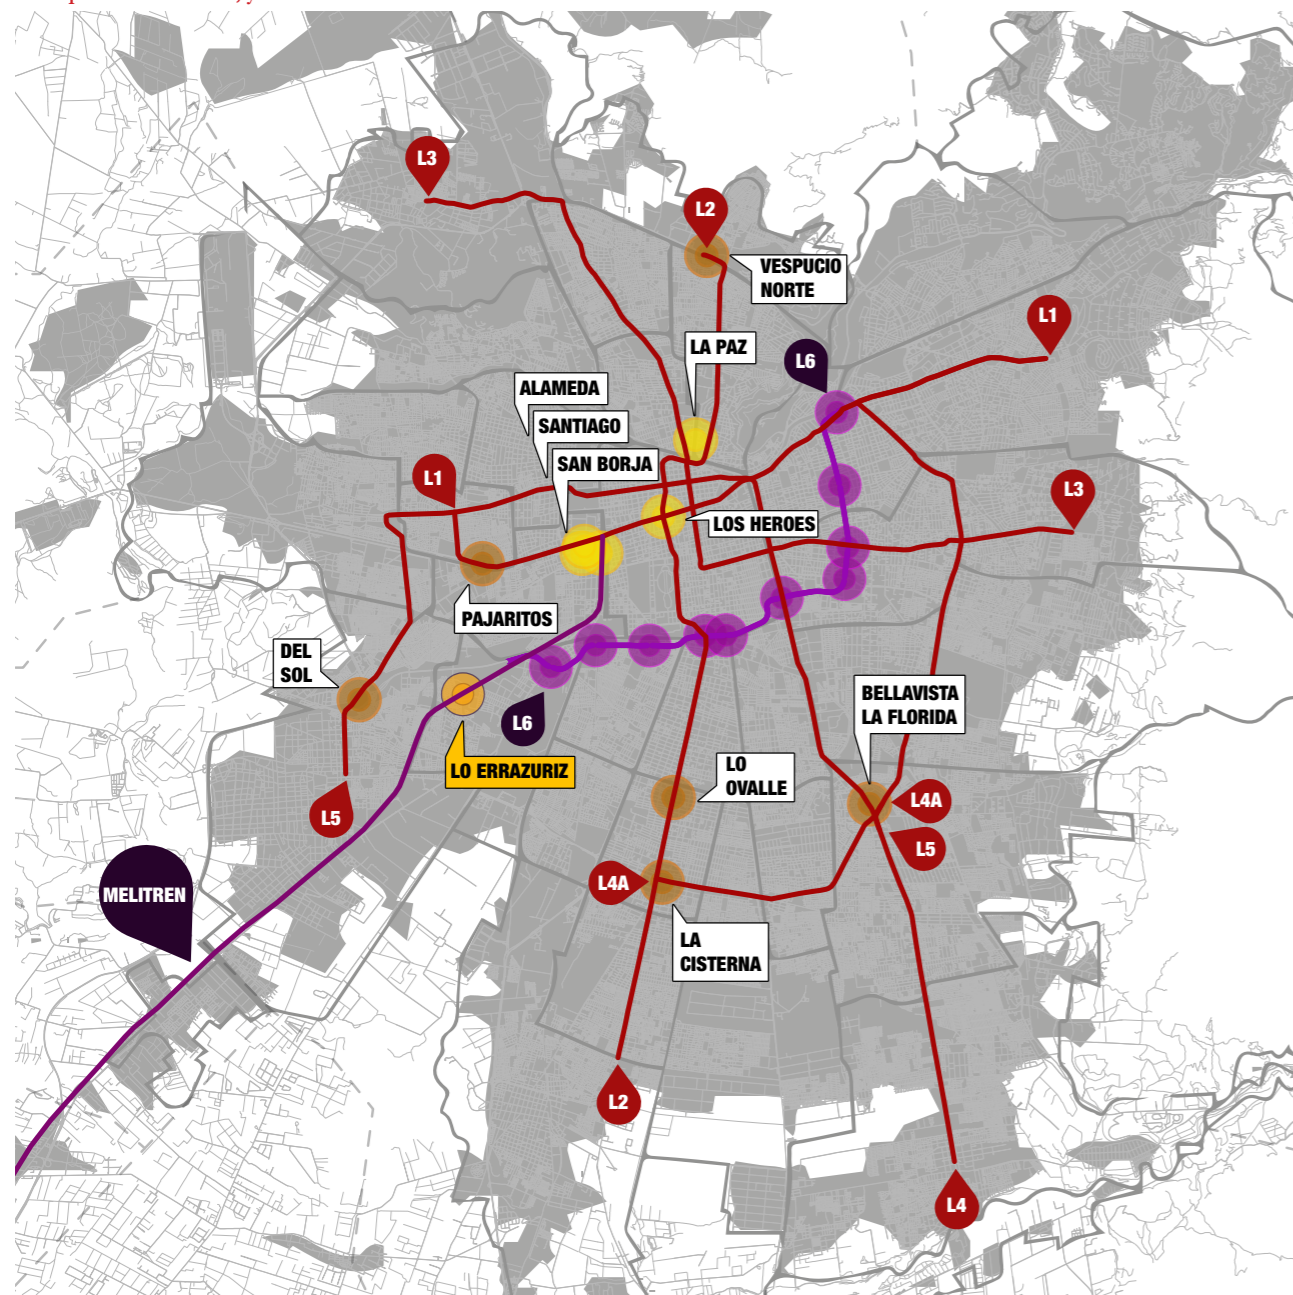 L3
L2
VESPUCIO
NORTE
L1
LA PAZ
L6
ALAMEDA
SANTIAGO
SAN BORJA
L1
L3
LOS HEROES
PAJARITOS
DEL
SOL
L6
BELLAVISTA
LA FLORIDA
LO ERRAZURIZ
LO
OVALLE
L5
L4A
L5
MELITREN
L4A
LA
CISTERNA
L2
L4